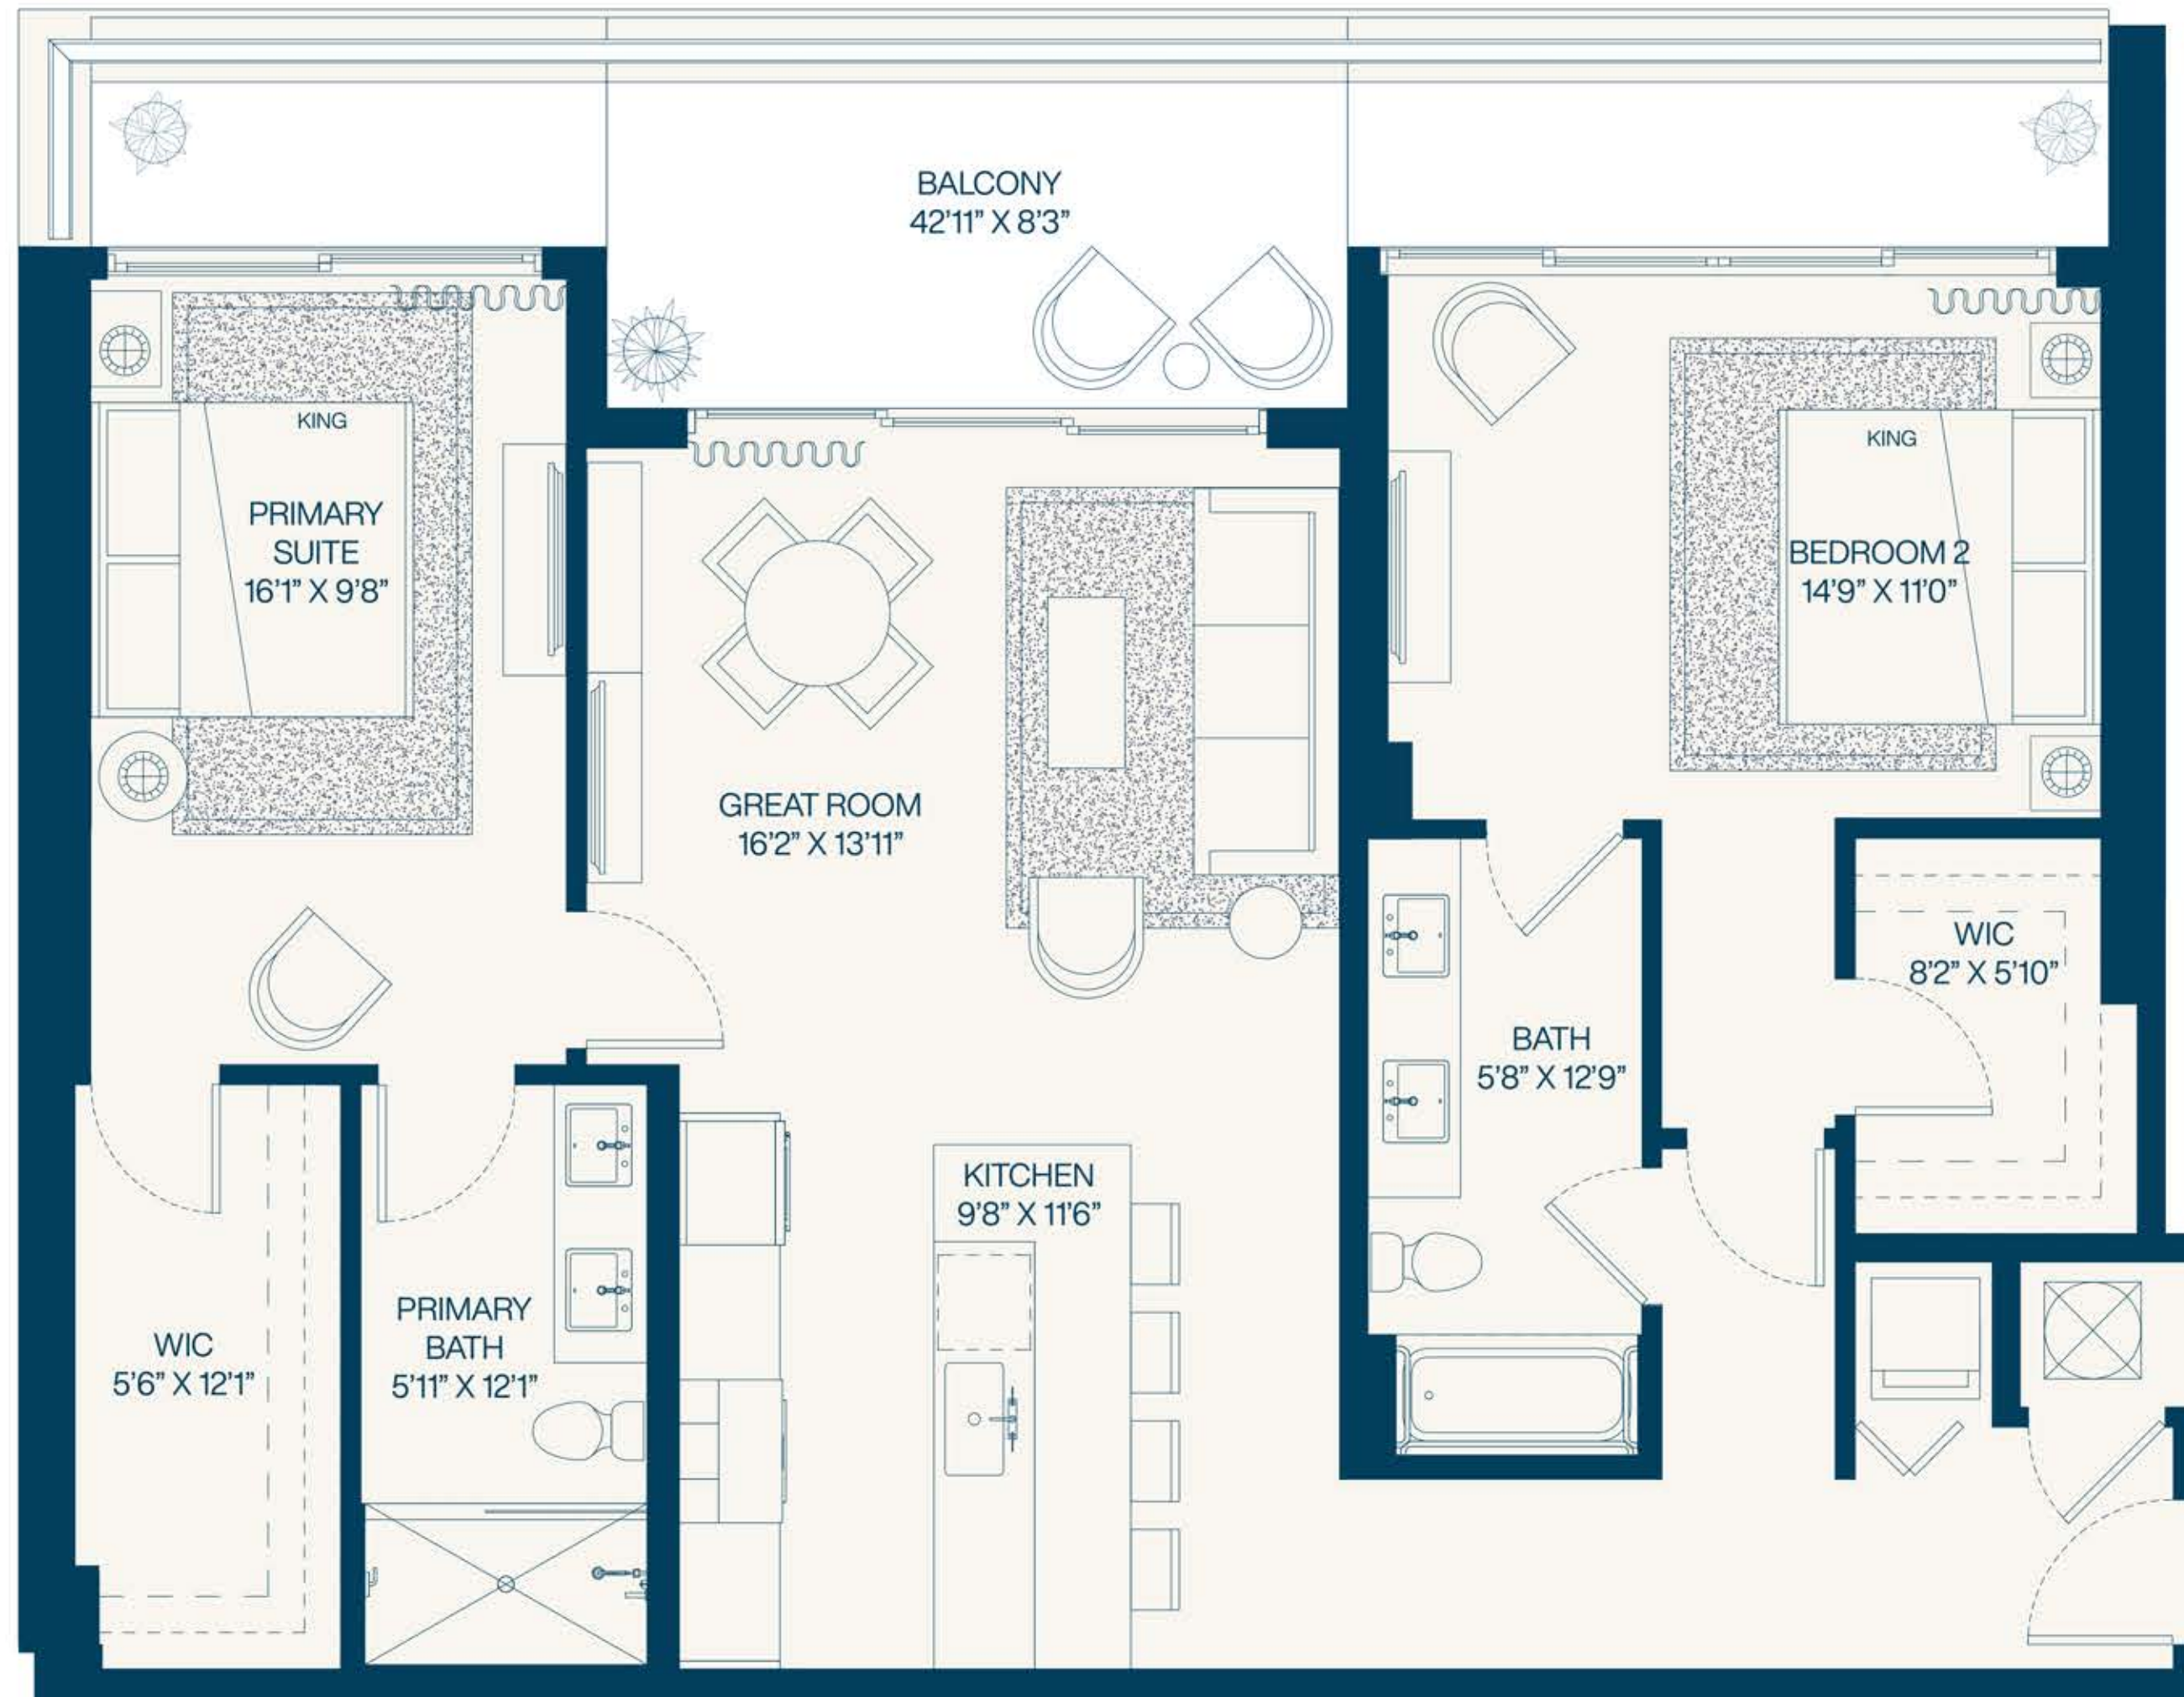 BALCONY
42'11" X 8'3"
KING
PRIMARY
SUITE
16'1" X 9'8"
GREAT ROOM
16'2" X 13'11"
KING
BEDROOM 2
14'9" X 11'0"
WIC
8'2" X 5'10"
BATH
5'8" X 12'9"
KITCHEN
9'8" X 11'6"
PRIMARY
BATH
5'11" X 12'1"
WIC
5'6" X 12'1"